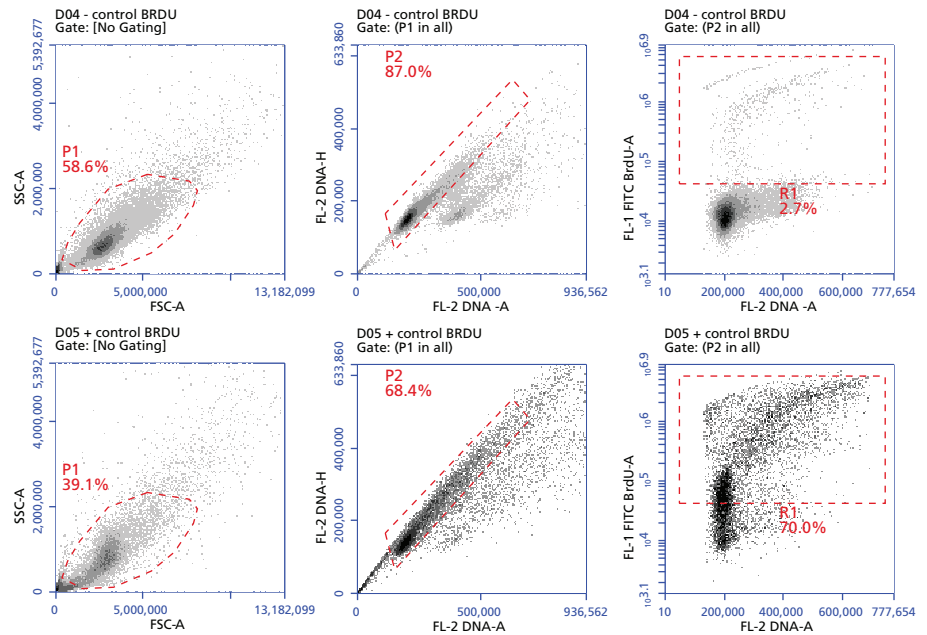 D04 - control BRDU
Gate: [No Gating]
5,392,677
4,000,000
2,000,000
0
SSC-A
P1
58.6%
0
5,000,000
13,182,099
FSC-A
D04 - control BRDU
Gate: (P1 in all)
633,860
400,000
200,000
0
FL-2 DNA-H
P2
87.0%
0
500,000
936,562
FL-2 DNA -A
D04 - control BRDU
Gate: (P2 in all)
10 6.9
10 6
10 5
10 4
10 3.1
FL-1 FITC BrdU-A
R1
2.7%
10
200,000
600,000
777,654
FL-2 DNA -A
D05 + control BRDU
Gate: [No Gating]
5,392,677
4,000,000
2,000,000
0
SSC-A
P1
39.1%
0
5,000,000
13,182,099
FSC-A
D05 + control BRDU
Gate: (P1 in all)
633,860
400,000
200,000
0
FL-2 DNA-H
P2
68.4%
0
500,000
936,562
FL-2 DNA-A
D05 + control BRDU
Gate: (P2 in all)
10 6.9
10 6
10 5
10 4
10 3.1
FL-1 FITC BrdU-A
R1
70.0%
10
200,000
600,000
777,654
FL-2 DNA-A